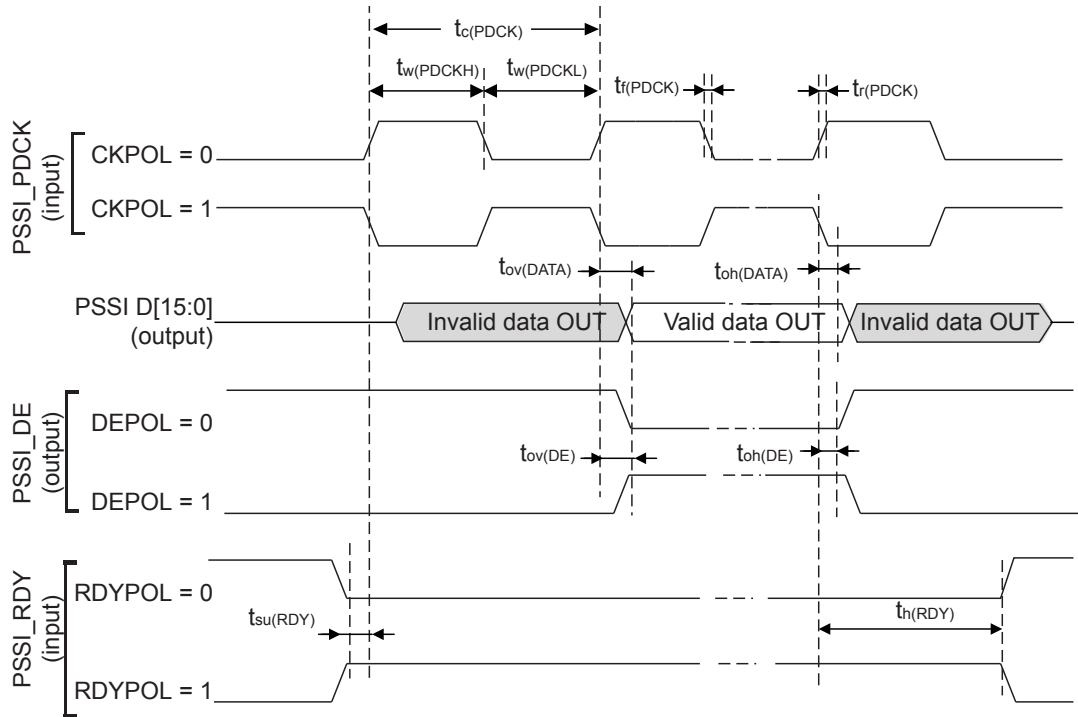 tc(PDCK)
tw(PDCKH)
tw(PDCKL)
tf(PDCK)
tr(PDCK)
PSSI_PDCK
(input)
CKPOL = 0
CKPOL = 1
tov(DATA)
toh(DATA)
PSSI D[15:0]
(output)
Invalid data OUT
Valid data OUT
Invalid data OUT
PSSI_DE
(output)
DEPOL = 0
tov(DE)
toh(DE)
DEPOL = 1
PSSI_RDY
(input)
RDYPOL = 0
tsu(RDY)
th(RDY)
RDYPOL = 1